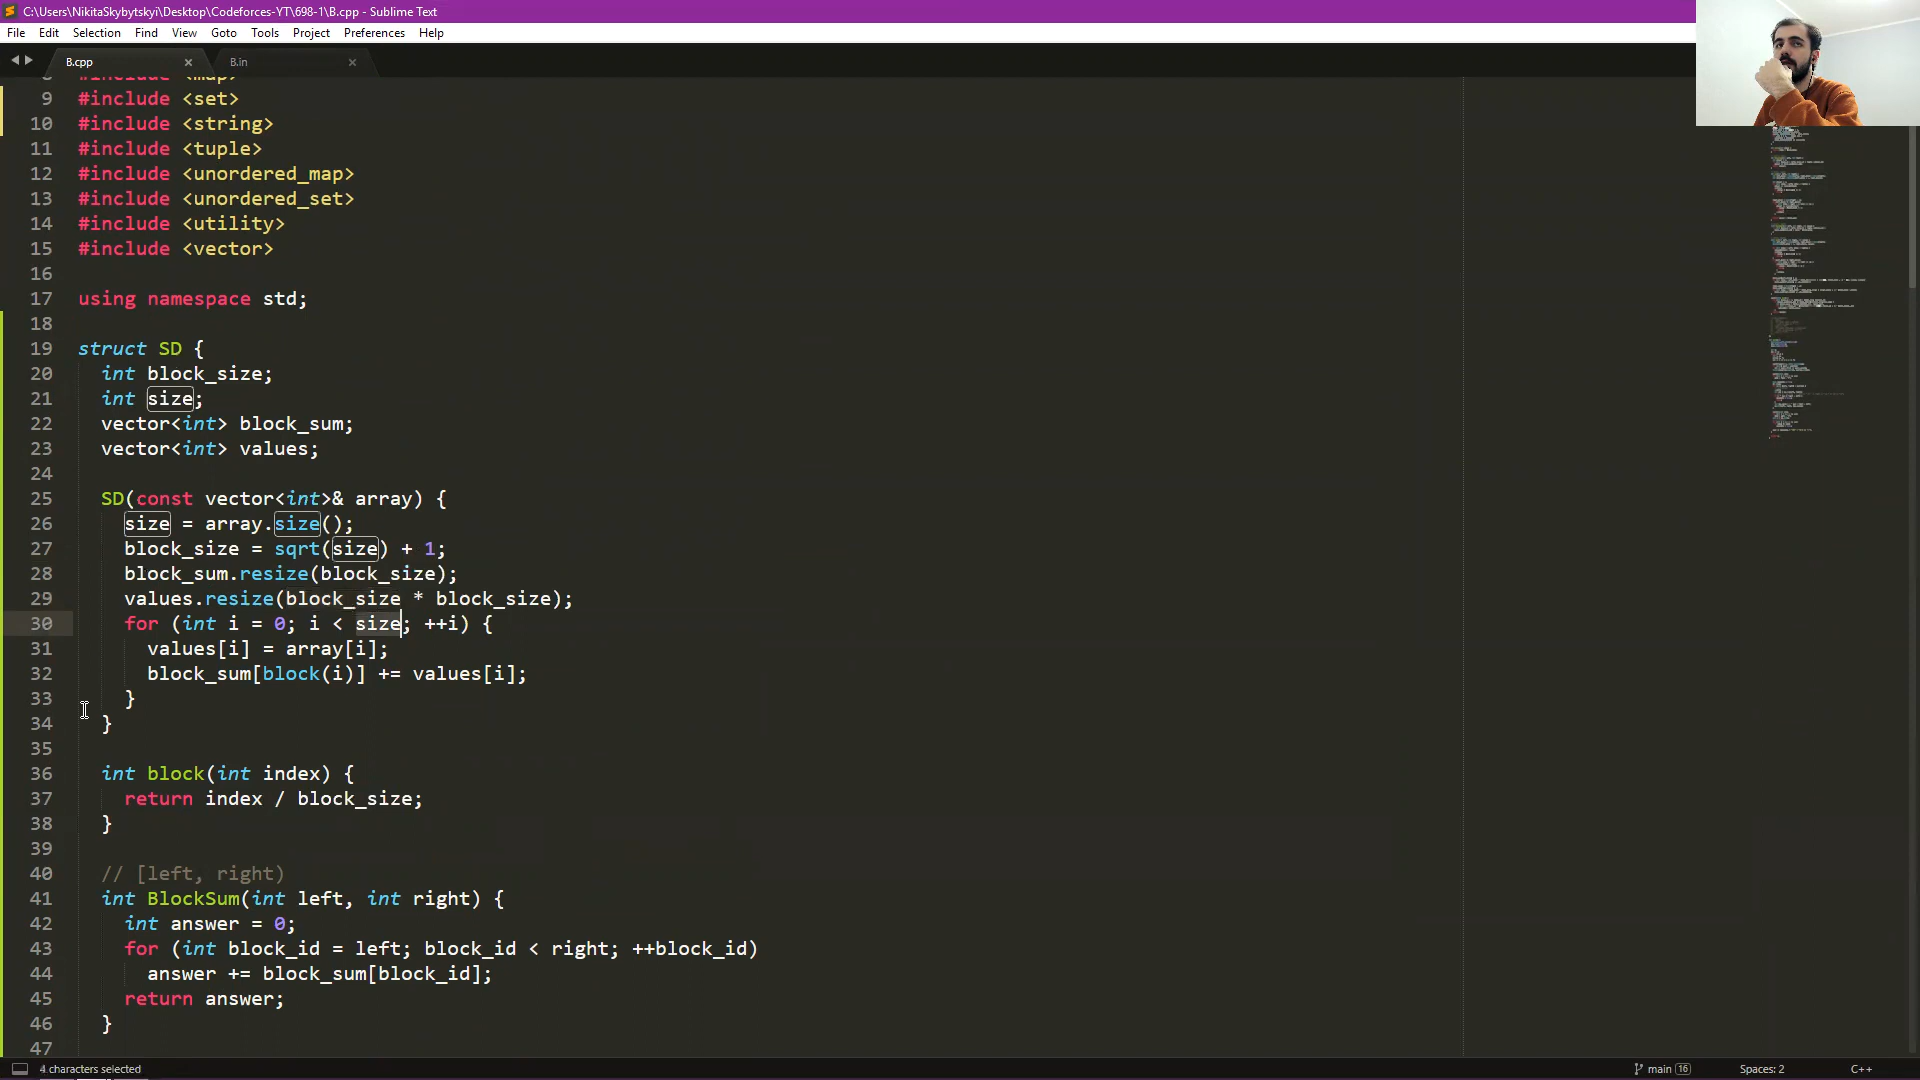 C:\Users\NikitaSkybytskyi\Desktop\Codeforces-YT\698-1\B.cpp - Sublime Text
File Edit Selection Find View Goto Tools Project Preferences Help
B.cpp B.in
8 #include <map>
9 #include <set>
10 #include <string>
11 #include <tuple>
12 #include <unordered_map>
13 #include <unordered_set>
14 #include <utility>
15 #include <vector>
16
17 using namespace std;
18
19 struct SD {
20 int block_size;
21 int size;
22 vector<int> block_sum;
23 vector<int> values;
24
25 SD(const vector<int>& array) {
26 size = array.size();
27 block_size = sqrt(size) + 1;
28 block_sum.resize(block_size);
29 values.resize(block_size * block_size);
30 for (int i = 0; i < size; ++i) {
31 values[i] = array[i];
32 block_sum[block(i)] += values[i];
33 }
34 }
35
36 int block(int index) {
37 return index / block_size;
38 }
39
40 // [left, right)
41 int BlockSum(int left, int right) {
42 int answer = 0;
43 for (int block_id = left; block_id < right; ++block_id)
44 answer += block_sum[block_id];
45 return answer;
46 }
47
4 characters selected main 16 Spaces: 2 C++